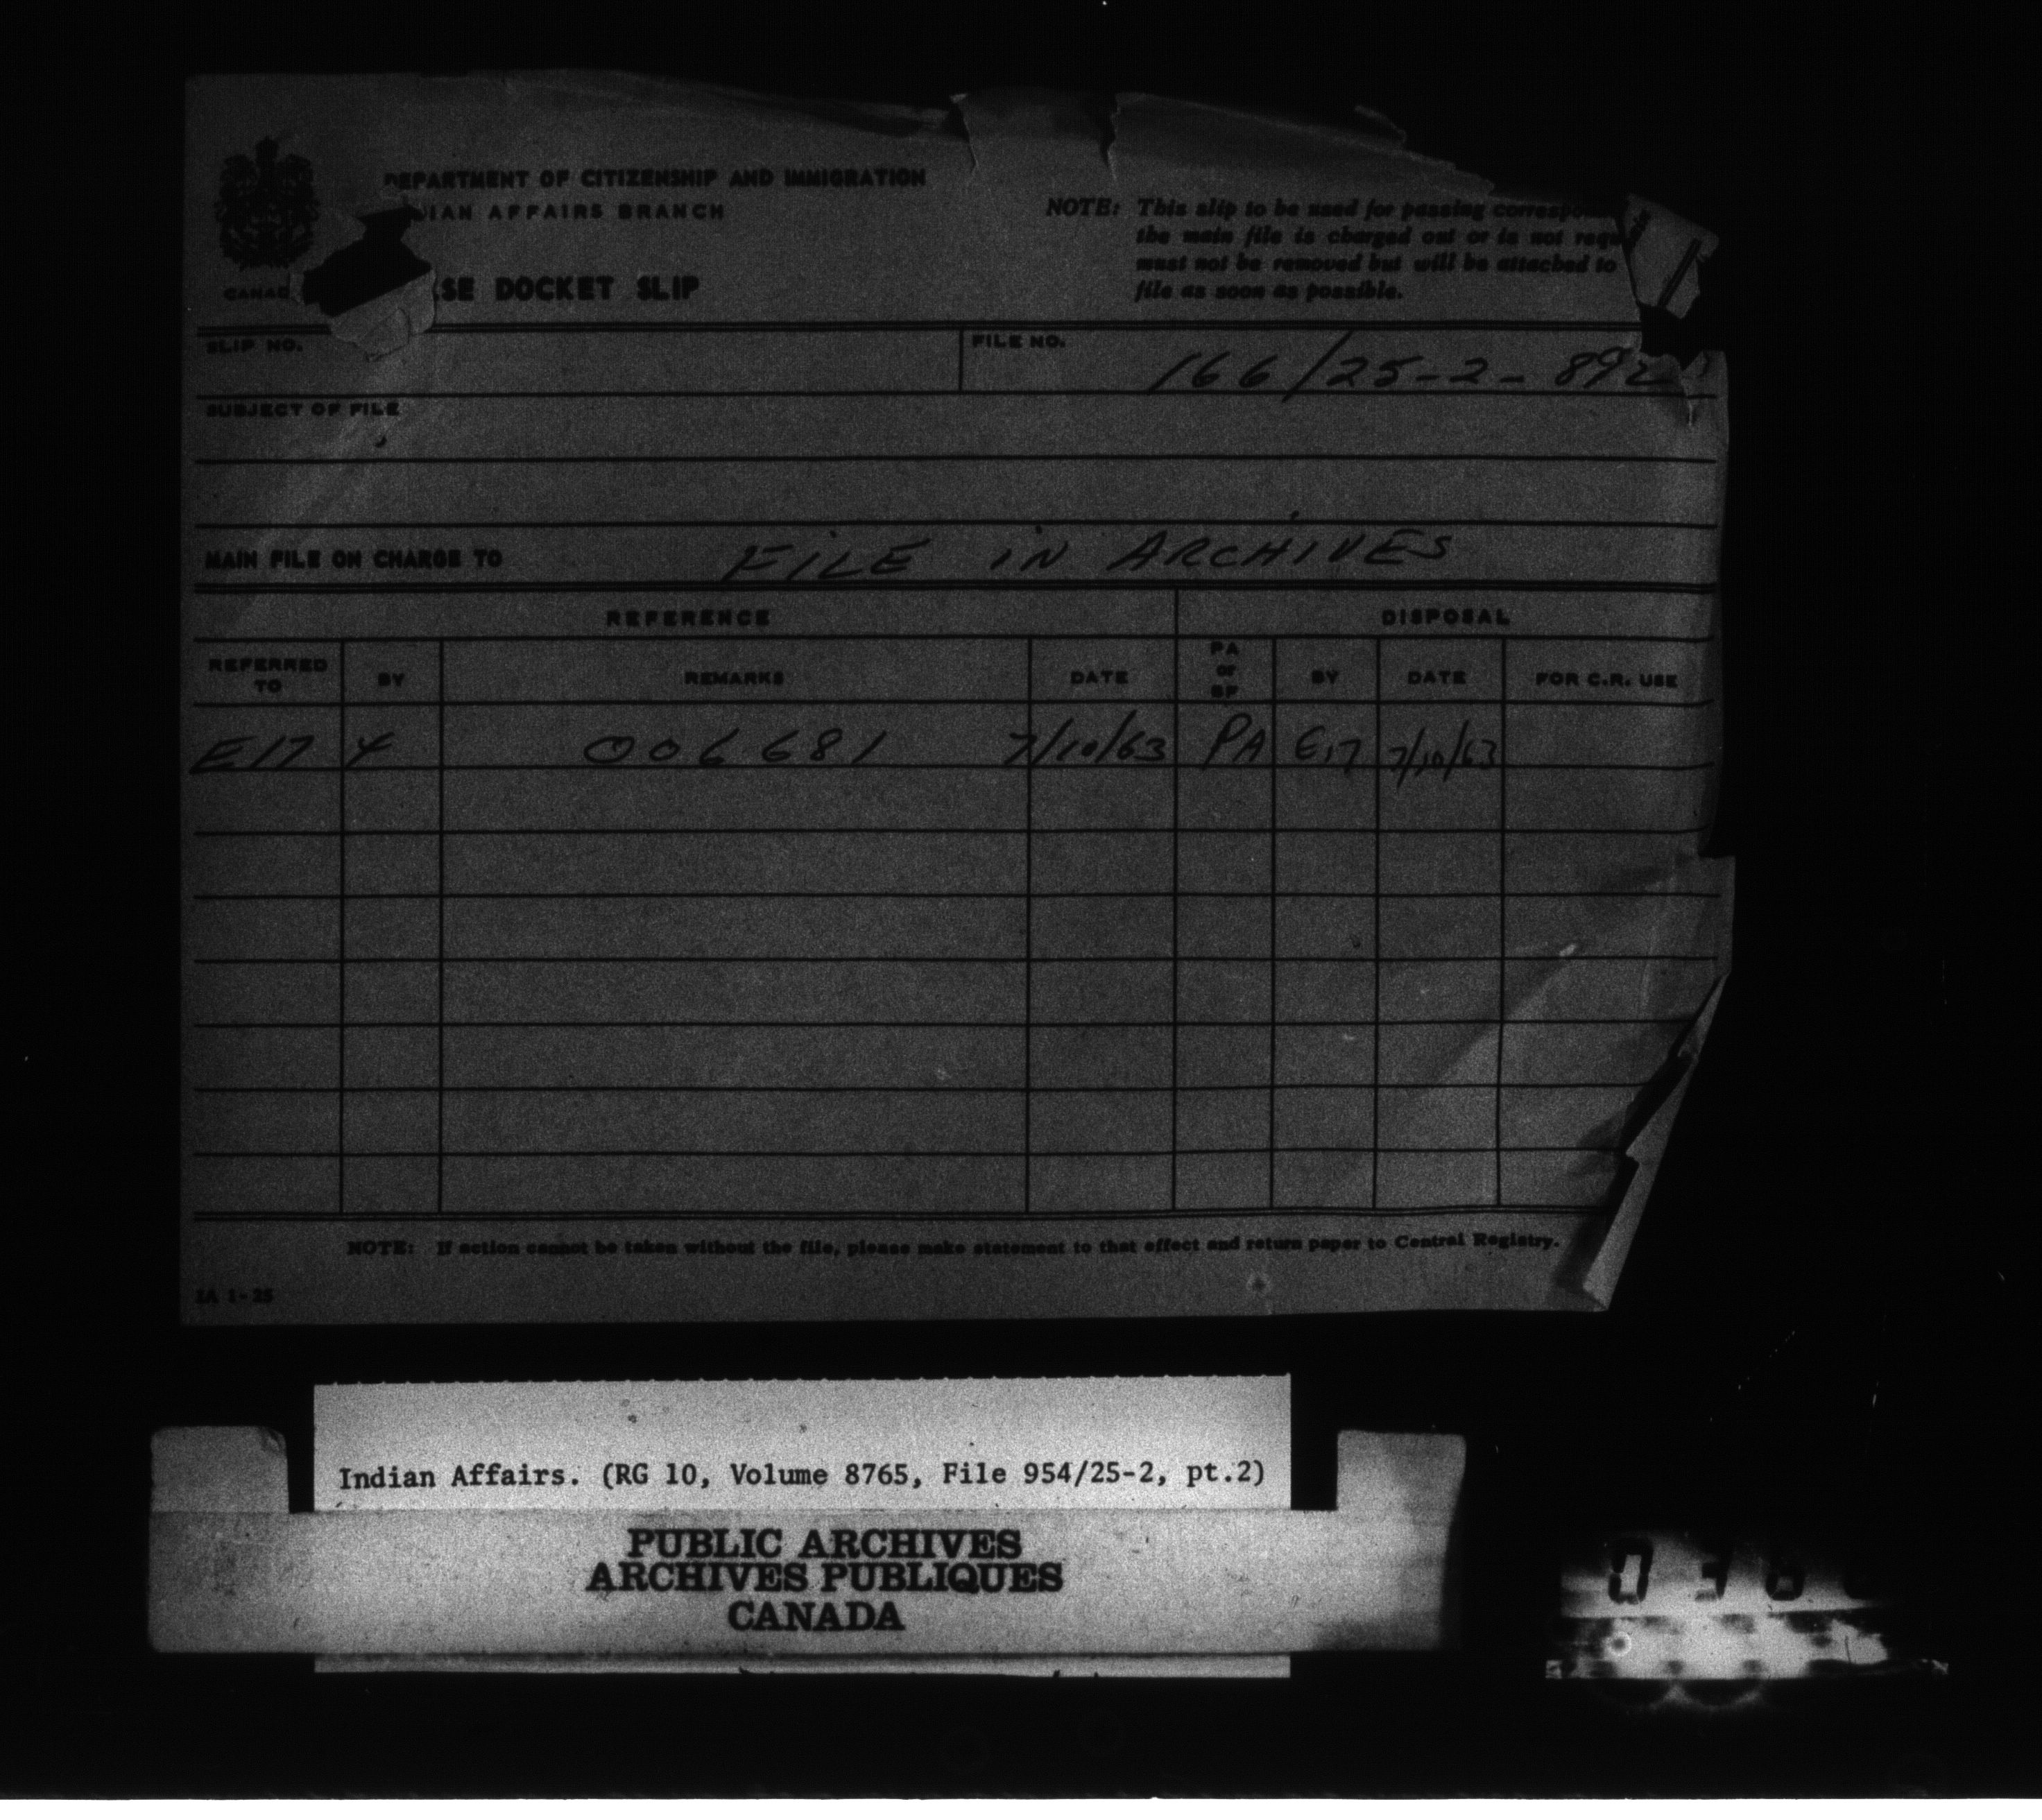 DEPARTMENT OF CITIZENSHIP AND IMMIGRATION
IAN AFFAIRS BRANCH
CANAD
SE DOCKET SLIP
NOTE: This slip to be used for passing
the main file is charged out or is not
must not be removed but will be attached to
file as soon as possible.
SLIP NO.
FILE NO. 166/25-2-892
SUBJECT OF FILE
MAIN FILE ON CHARGE TO FILE IN ARCHIVES
REFERENCE DISPOSAL
REFERRED TO BY REMARKS DATE PA or BF BY DATE FOR C.R. USE
E17 4 006681 7/10/63 PA E17 7/10/63
NOTE: If action cannot be taken without the file, please make statement to that effect and return paper to Central Registry.
IA 1-25
Indian Affairs. (RG 10, Volume 8765, File 954/25-2, pt.2)
PUBLIC ARCHIVES
ARCHIVES PUBLIQUES
CANADA
036